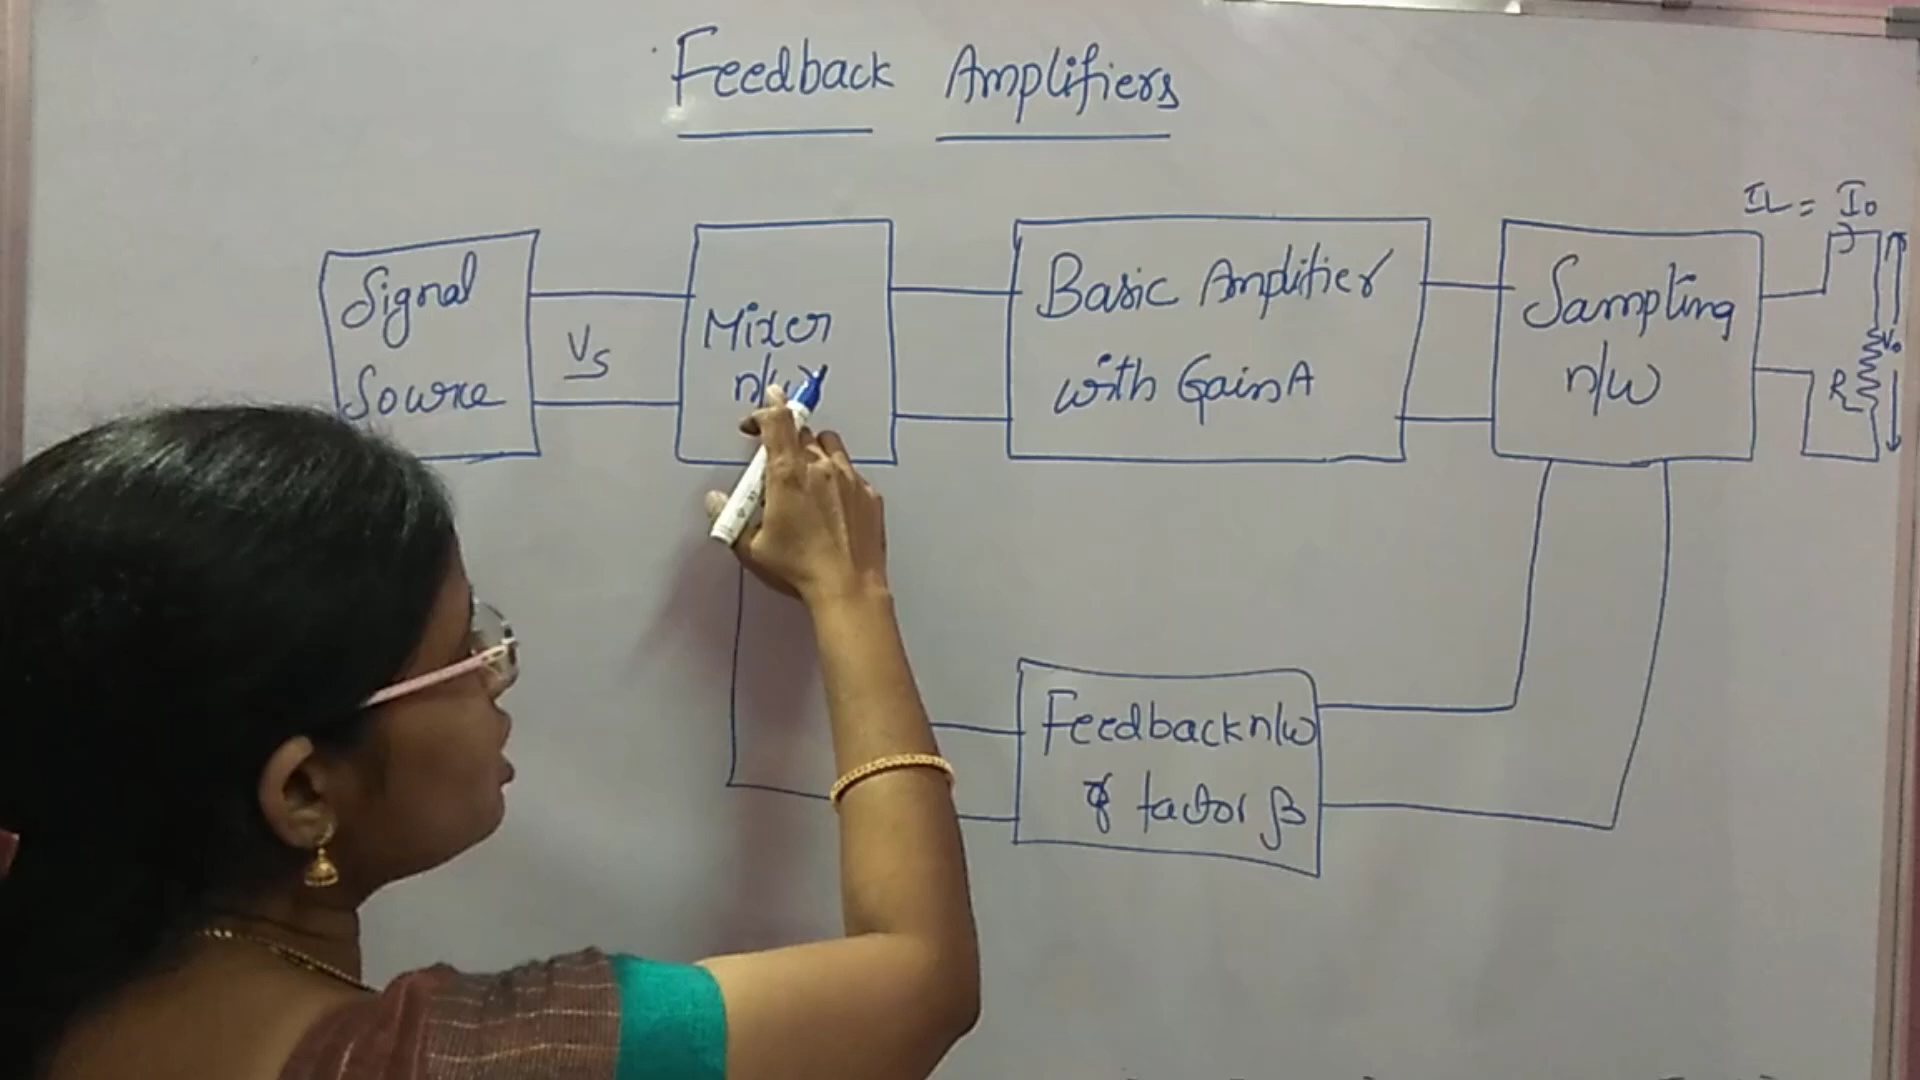 Feedback Amplifiers
Signal
Source
Vs
Mixer
n/w
Basic Amplifier
with Gain A
Sampling
n/w
IL = Io
Vo
RL
Feedback n/w
of factor β